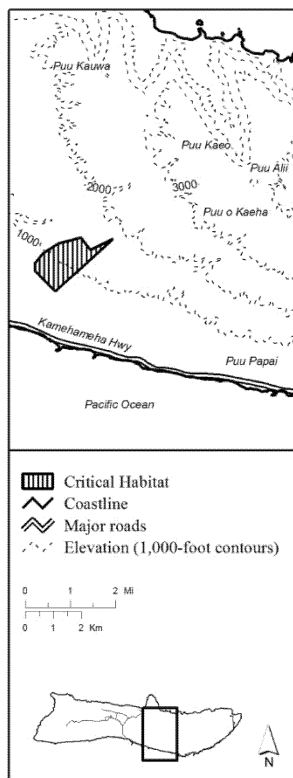 Puu Kauwa
Puu Kaeo
Puu Alii
2000
3000
Puu o Kaeha
1000
Kamehameha Hwy
Puu Papai
Pacific Ocean
Critical Habitat
Coastline
Major roads
Elevation (1,000-foot contours)
0 1 2 Mi
0 1 2 Km
N